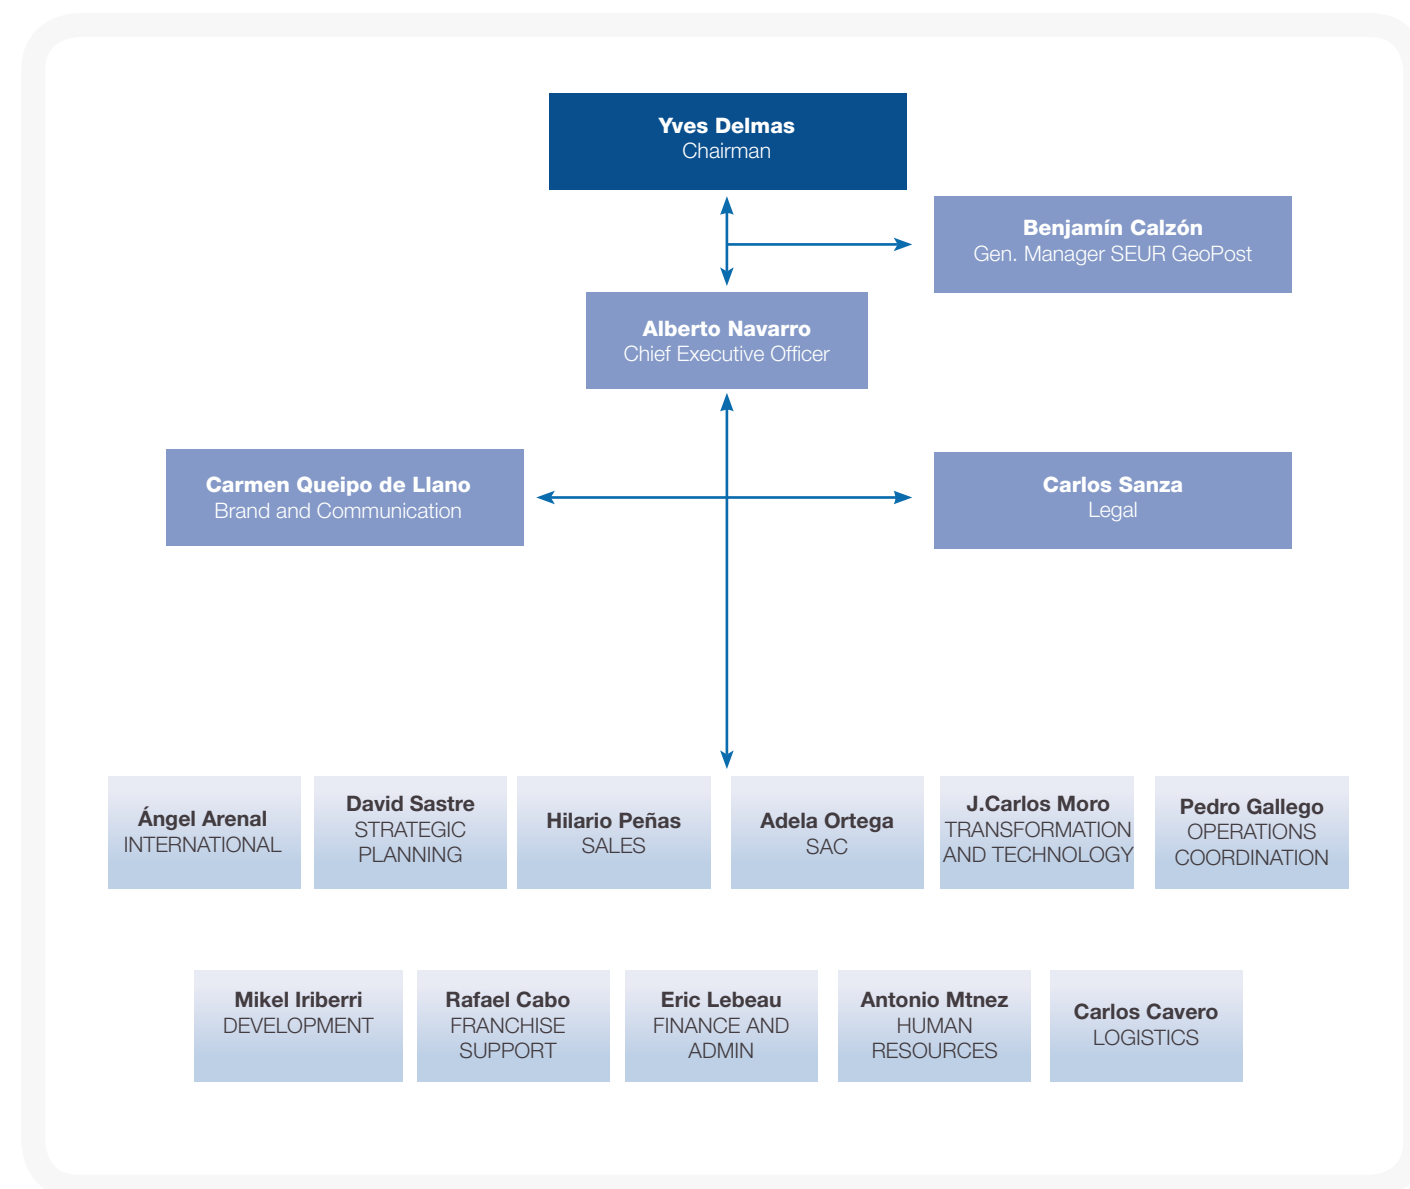 Yves Delmas
Chairman
Benjamín Calzón
Gen. Manager SEUR GeoPost
Alberto Navarro
Chief Executive Officer
Carmen Queipo de Llano
Brand and Communication
Carlos Sanza
Legal
Ángel Arenal
INTERNATIONAL
David Sastre
STRATEGIC
PLANNING
Hilario Peñas
SALES
Adela Ortega
SAC
J.Carlos Moro
TRANSFORMATION
AND TECHNOLOGY
Pedro Gallego
OPERATIONS
COORDINATION
Mikel Iriberri
DEVELOPMENT
Rafael Cabo
FRANCHISE
SUPPORT
Eric Lebeau
FINANCE AND
ADMIN
Antonio Mtnez
HUMAN
RESOURCES
Carlos Cavero
LOGISTICS